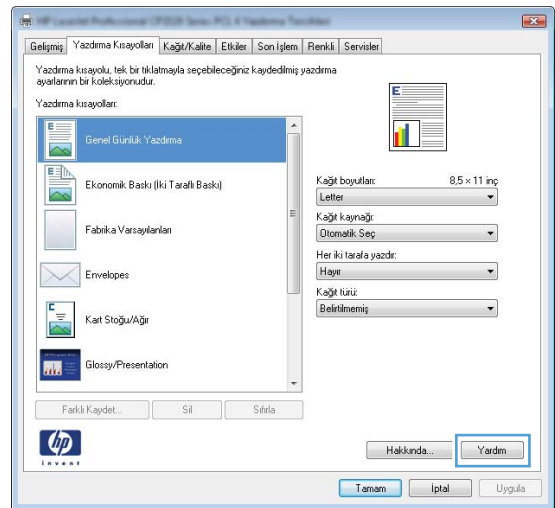 Gelişmiş Yazdırma Kısayolları Kağıt/Kalite Etkiler Son İşlem Renkli Servisler
Yazdırma kısayolu, tek bir tıklatmayla seçebileceğiniz kaydedilmiş yazdırma
ayarlarının bir koleksiyonudur.
Yazdırma kısayolları:
Genel Günlük Yazdırma
Ekonomik Baskı (İki Taraflı Baskı)
Fabrika Varsayılanları
Envelopes
Kart Stoğu/Ağır
Glossy/Presentation
Farklı Kaydet... Sil Sıfırla
Kağıt boyutları: 8,5 × 11 inç
Letter
Kağıt kaynağı:
Otomatik Seç
Her iki tarafa yazdır:
Hayır
Kağıt türü:
Belirtilmemiş
hp
invent
Hakkında... Yardım
Tamam İptal Uygula